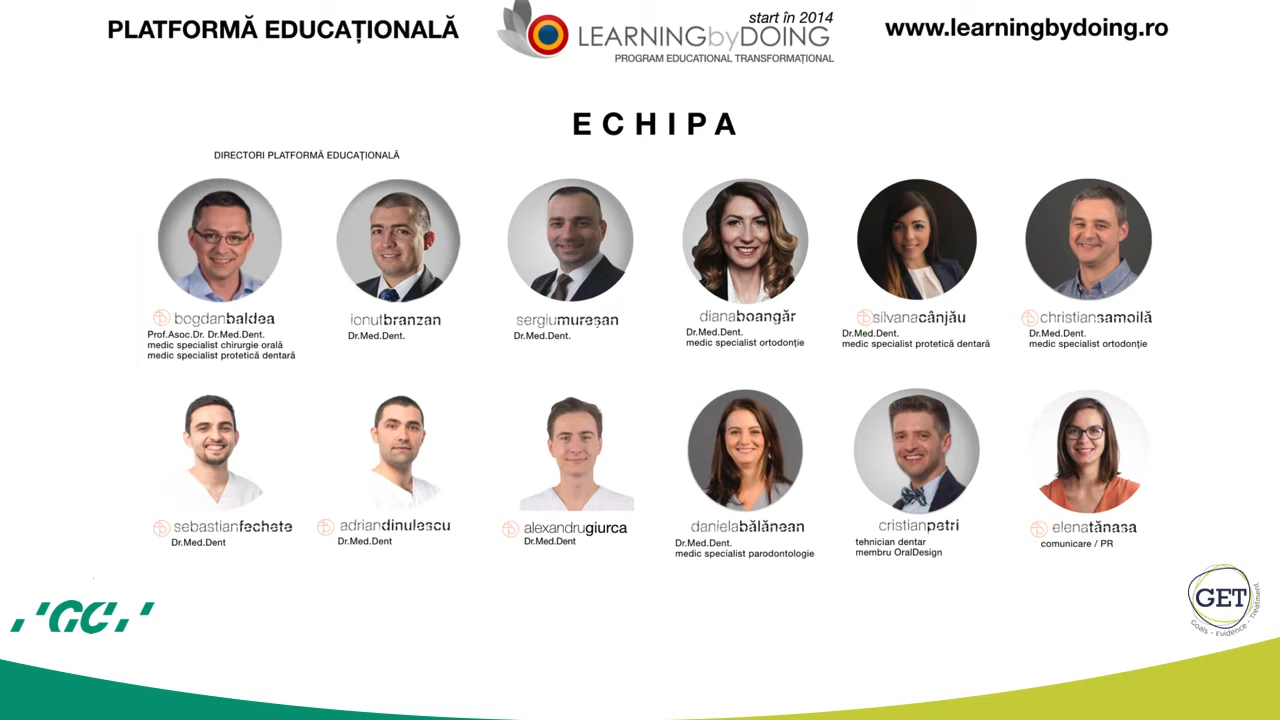 PLATFORMĂ EDUCAȚIONALĂ
start în 2014
LEARNINGbyDOING
PROGRAM EDUCATIONAL TRANSFORMAȚIONAL
www.learningbydoing.ro
ECHIPA
DIRECTORI PLATFORMĂ EDUCAȚIONALĂ
bogdanbaldea
Prof.Asoc.Dr. Dr.Med.Dent.
medic specialist chirurgie orală
medic specialist protetică dentară
ionutbranzan
Dr.Med.Dent.
sergiumureșan
Dr.Med.Dent.
dianaboangăr
Dr.Med.Dent.
medic specialist ortodonție
silvanacânjău
Dr.Med.Dent.
medic specialist protetică dentară
christiansamoilă
Dr.Med.Dent.
medic specialist ortodonție
sebastianfechete
Dr.Med.Dent
adriandinulescu
Dr.Med.Dent
alexandrugiurca
Dr.Med.Dent
danielabălănean
Dr.Med.Dent.
medic specialist parodontologie
cristianpetri
tehnician dentar
membru OralDesign
elenatănasa
comunicare / PR
GC
GET
Goals - Evidence - Treatment